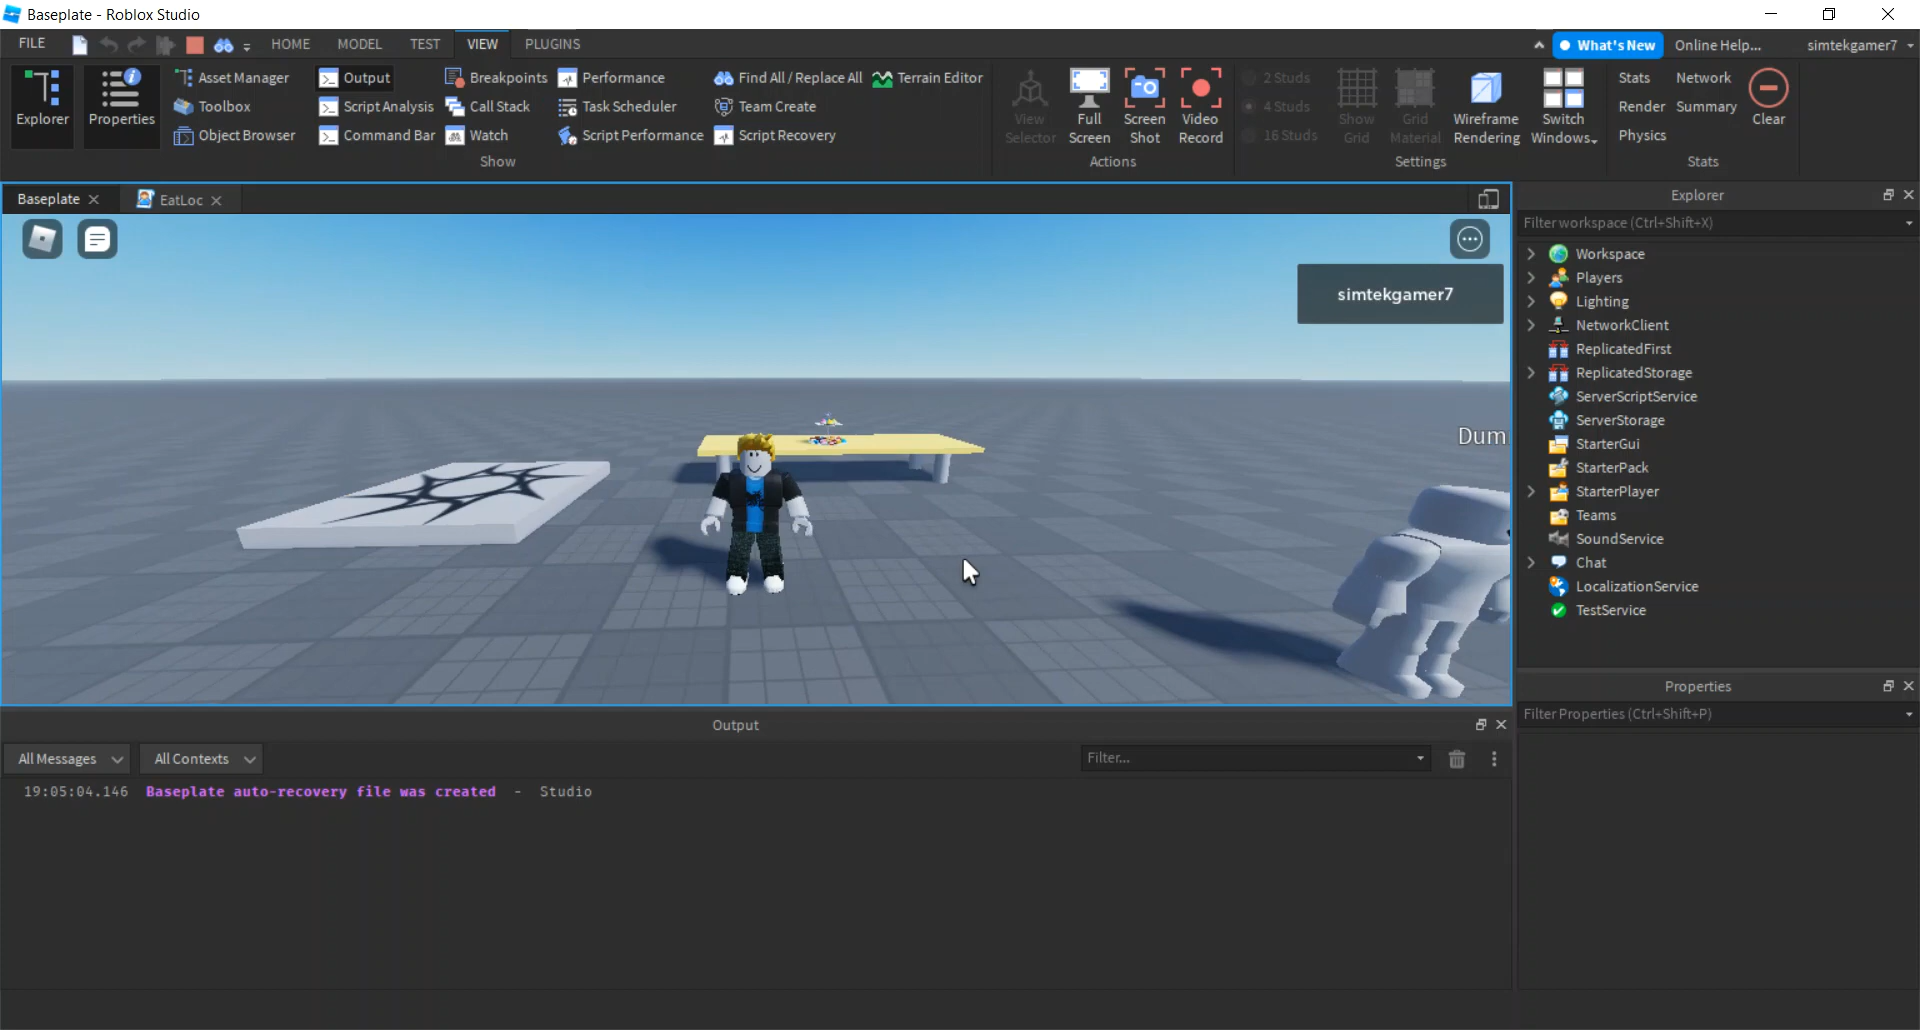 Baseplate - Roblox Studio
FILE HOME MODEL TEST VIEW PLUGINS What's New Online Help... simtekgamer7
Explorer
Properties
Asset Manager
Toolbox
Object Browser
Output
Script Analysis
Command Bar
Breakpoints
Call Stack
Watch
Performance
Task Scheduler
Script Performance
Find All / Replace All
Team Create
Script Recovery
Terrain Editor
Show
View
Selector
Full
Screen
Screen
Shot
Video
Record
Actions
2 Studs
4 Studs
16 Studs
Show
Grid
Grid
Material
Wireframe
Rendering
Switch
Windows
Settings
Stats
Render
Physics
Network
Summary
Clear
Stats
Baseplate
EatLoc
simtekgamer7
Dum
Explorer
Filter workspace (Ctrl+Shift+X)
Workspace
Players
Lighting
NetworkClient
ReplicatedFirst
ReplicatedStorage
ServerScriptService
ServerStorage
StarterGui
StarterPack
StarterPlayer
Teams
SoundService
Chat
LocalizationService
TestService
Properties
Filter Properties (Ctrl+Shift+P)
Output
All Messages All Contexts Filter...
19:05:04.146 Baseplate auto-recovery file was created - Studio